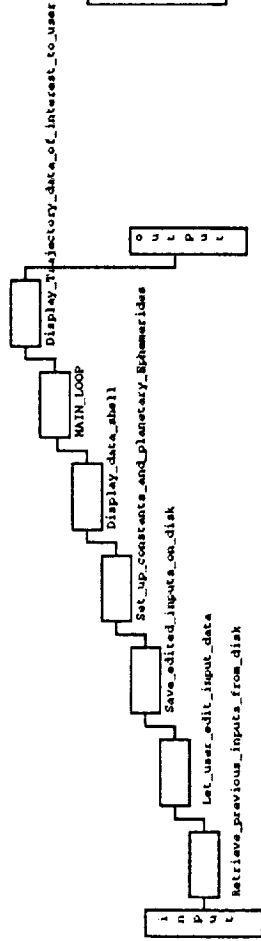 input
Retrieve_previous_inputs_from_disk
Let_user_edit_input_data
Save_edited_inputs_on_disk
Set_up_constants_and_planetary_Ephemerides
Display_data_shell
MAIN_LOOP
Display_Trajectory_data_of_interest_to_user
output